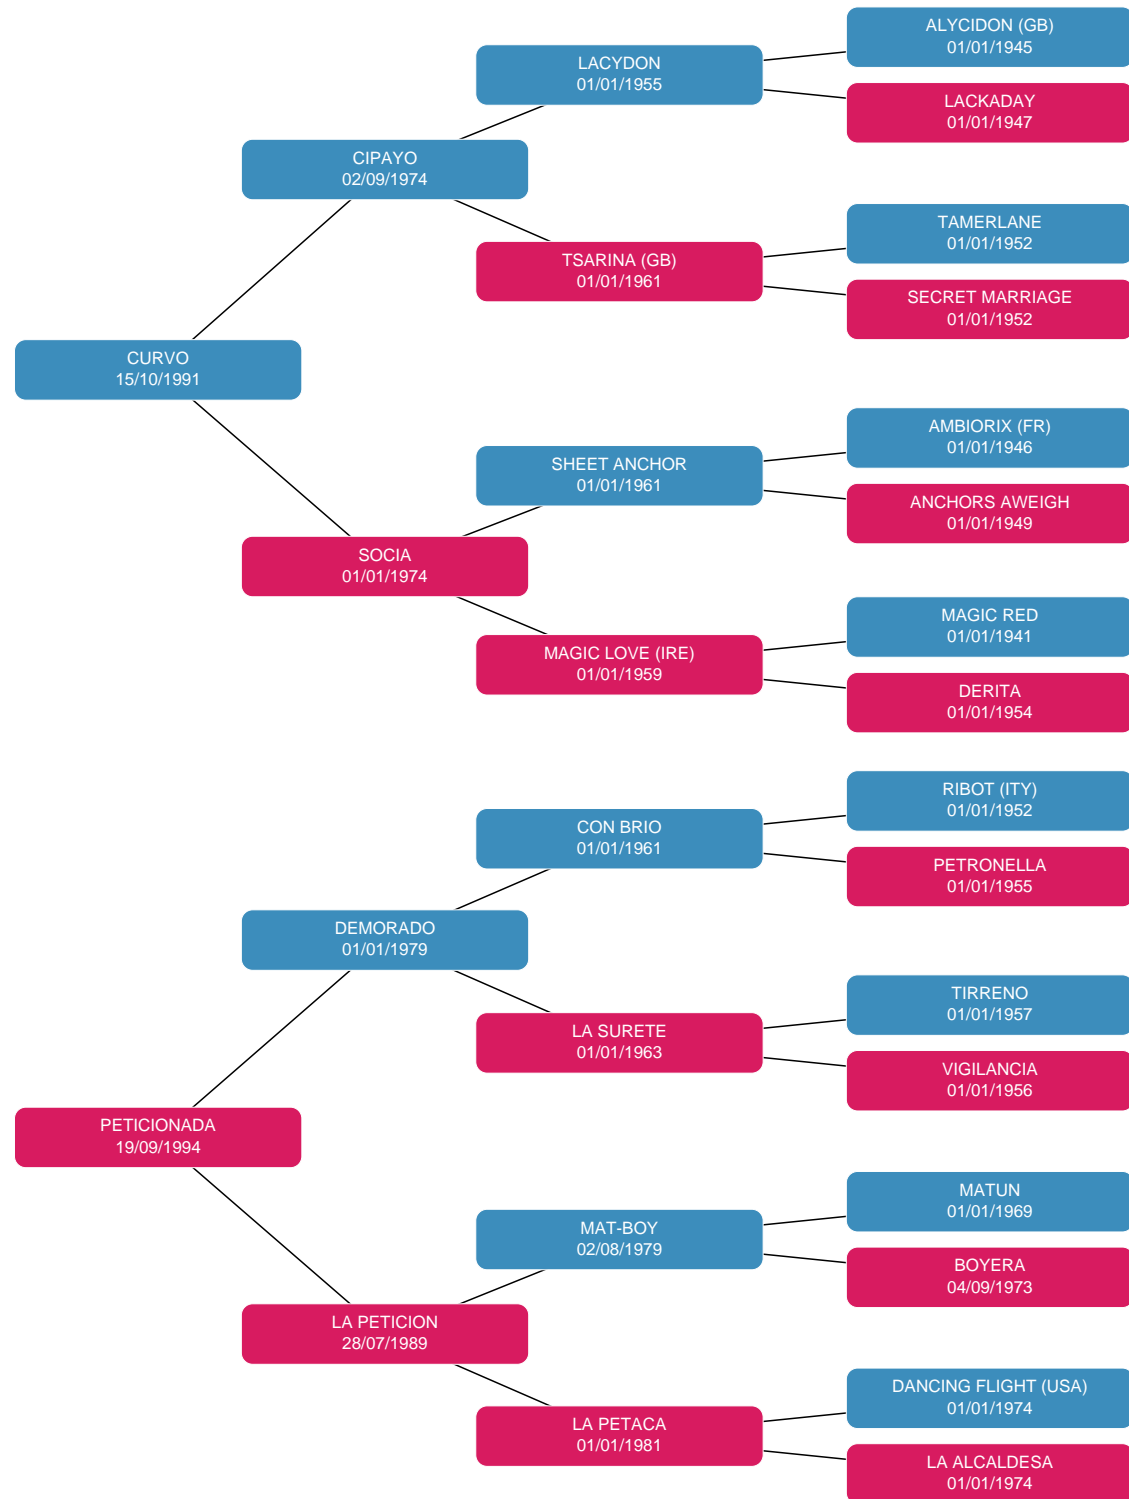 ALYCIDON (GB)
01/01/1945
LACYDON
01/01/1955
LACKADAY
01/01/1947
CIPAYO
02/09/1974
TAMERLANE
01/01/1952
TSARINA (GB)
01/01/1961
SECRET MARRIAGE
01/01/1952
CURVO
15/10/1991
AMBIORIX (FR)
01/01/1946
SHEET ANCHOR
01/01/1961
ANCHORS AWEIGH
01/01/1949
SOCIA
01/01/1974
MAGIC RED
01/01/1941
MAGIC LOVE (IRE)
01/01/1959
DERITA
01/01/1954
RIBOT (ITY)
01/01/1952
CON BRIO
01/01/1961
PETRONELLA
01/01/1955
DEMORADO
01/01/1979
TIRRENO
01/01/1957
LA SURETE
01/01/1963
VIGILANCIA
01/01/1956
PETICIONADA
19/09/1994
MATUN
01/01/1969
MAT-BOY
02/08/1979
BOYERA
04/09/1973
LA PETICION
28/07/1989
DANCING FLIGHT (USA)
01/01/1974
LA PETACA
01/01/1981
LA ALCALDESA
01/01/1974